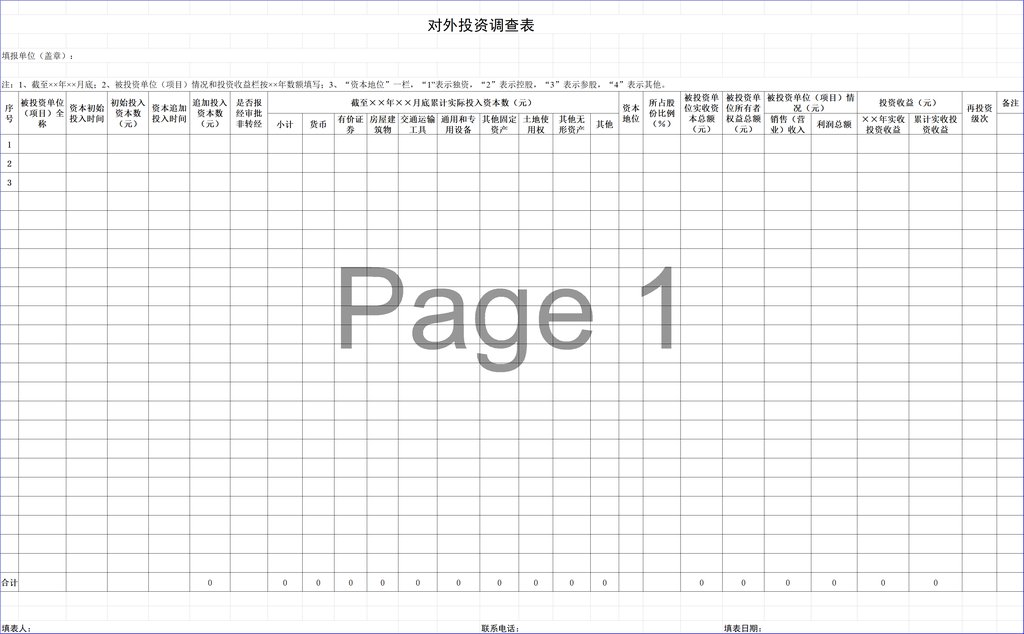 对外投资调查表
填报单位（盖章）：
注：1、截至××年××月底；2、被投资单位（项目）情况和投资收益栏按××年数额填写；3、“资本地位”一栏，“1”表示独资，“2”表示控股，“3”表示参股，“4”表示其他。
序号
被投资单位（项目）全称
资本初始投入时间
初始投入资本数（元）
资本追加投入时间
追加投入资本数（元）
是否报经审批非转经
截至××年××月底累计实际投入资本数（元）
小计
货币
有价证券
房屋建筑物
交通运输工具
通用和专用设备
其他固定资产
土地使用权
其他无形资产
其他
资本地位
所占股份比例（%）
被投资单位实收资本总额（元）
被投资单位所有者权益总额（元）
被投资单位（项目）情况（元）
销售（营业）收入
利润总额
投资收益（元）
××年实收投资收益
累计实收投资收益
再投资级次
备注
1
2
3
Page 1
合计 0 0 0 0 0 0 0 0 0 0 0 0 0 0 0 0 0
填表人： 联系电话： 填表日期：